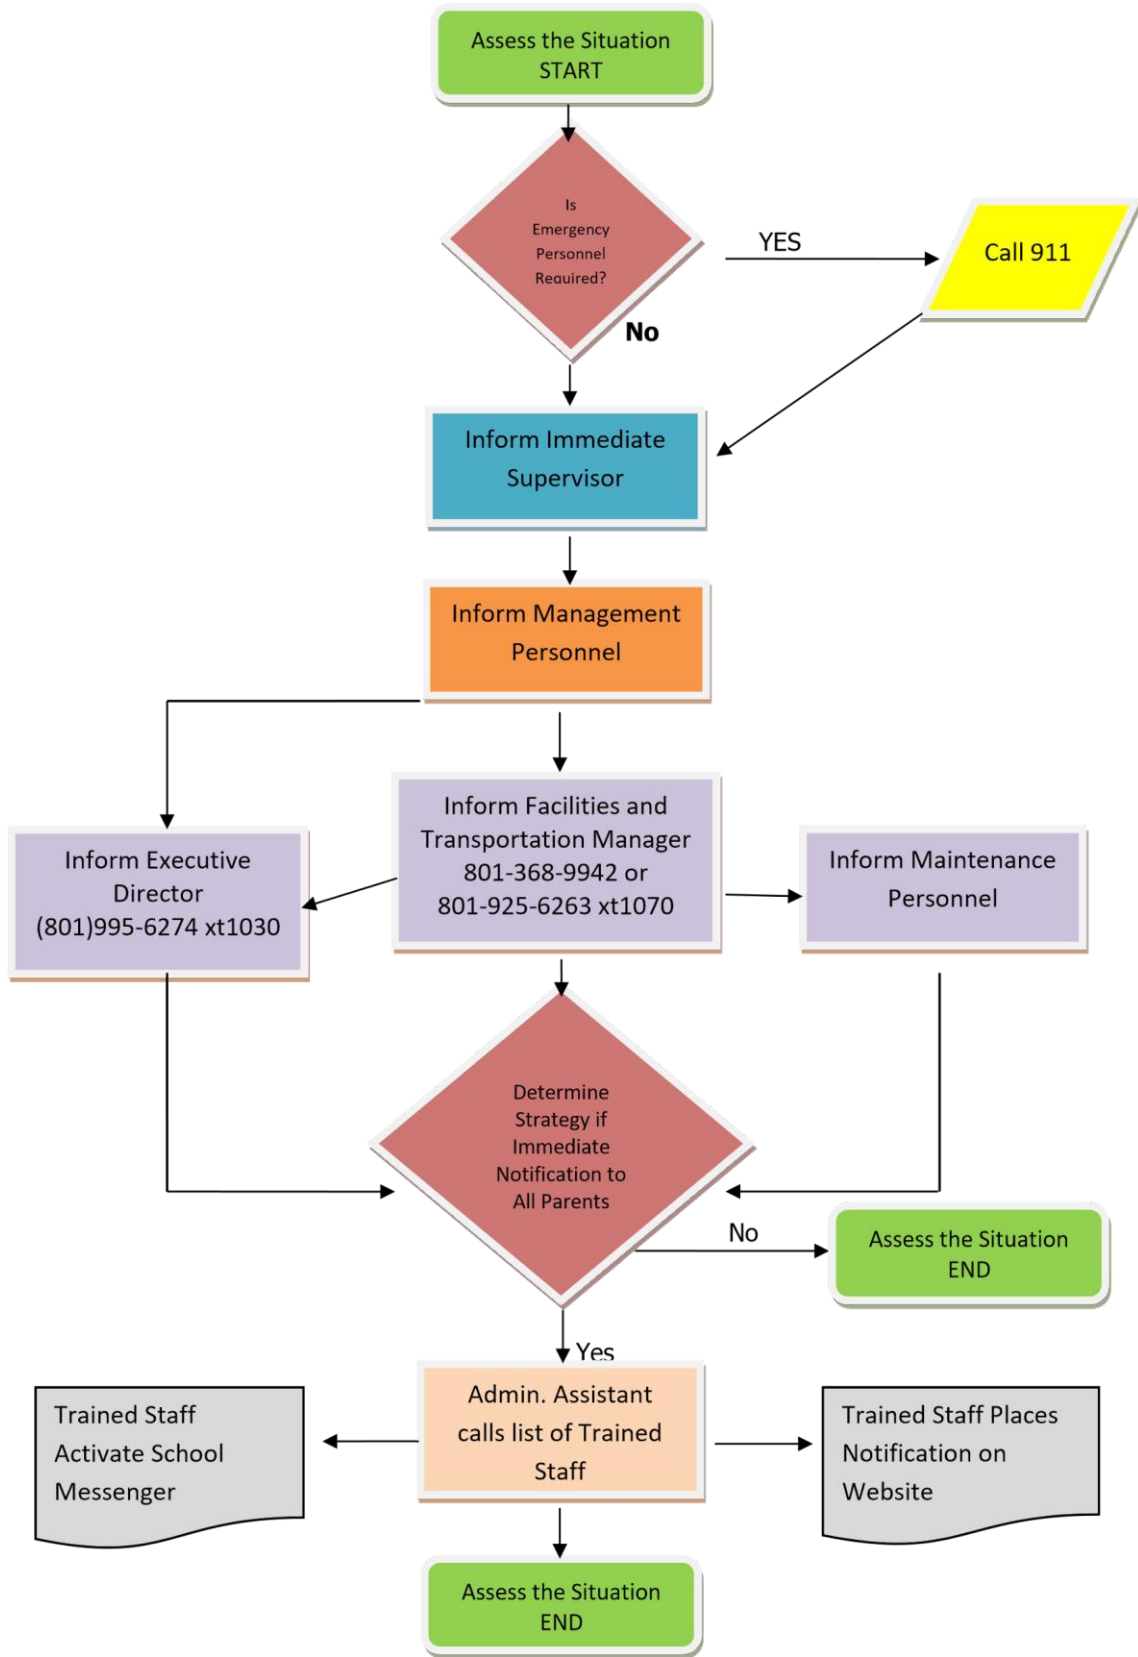 Assess the Situation
START
Is
Emergency
Personnel
Required?
YES
Call 911
No
Inform Immediate
Supervisor
Inform Management
Personnel
Inform Executive
Director
(801)995-6274 xt1030
Inform Facilities and
Transportation Manager
801-368-9942 or
801-925-6263 xt1070
Inform Maintenance
Personnel
Determine
Strategy if
Immediate
Notification to
All Parents
No
Assess the Situation
END
Yes
Trained Staff
Activate School
Messenger
Admin. Assistant
calls list of Trained
Staff
Trained Staff Places
Notification on
Website
Assess the Situation
END